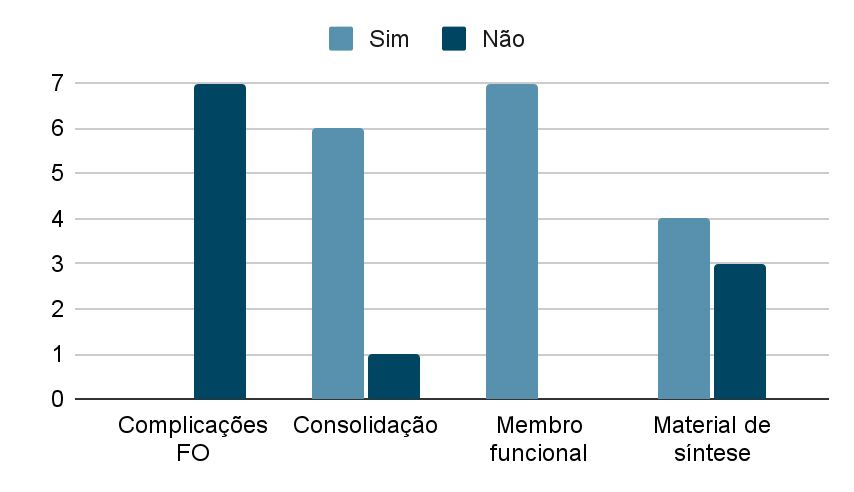 Sim Não
7
6
5
4
3
2
1
0
Complicações FO
Consolidação
Membro funcional
Material de síntese